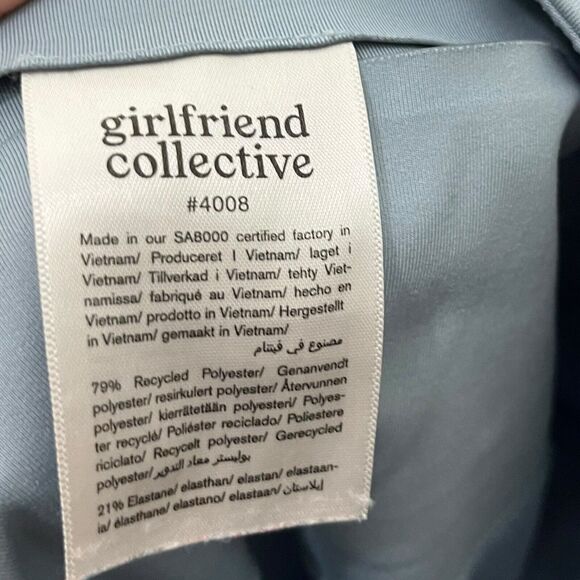 girlfriend
collective
#4008
Made in our SA8000 certified factory in
Vietnam/ Produceret I Vietnam/ laget i
Vietnam/ Tillverkad i Vietnam/ tehty Viet-
namissa/ fabriqué au Vietnam/ hecho en
Vietnam/ prodotto in Vietnam/ Hergestellt
in Vietnam/ gemaakt in Vietnam/
مصنوع في فيتنام
79% Recycled Polyester/ Genanvendt
polyester/ resirkulert polyester/ Återvunnen
polyester/ kierrätetään polyesteri/ Polyes-
ter recyclé/ Poliéster reciclado/ Poliestere
riciclato/ Recycelt polyester/ Gerecycled
polyester/ بوليستر معاد التدوير
21% Elastane/ elasthan/ elastan/ elastaan-
ia/ élasthane/ elastano/ elastaan/ إيلاستان